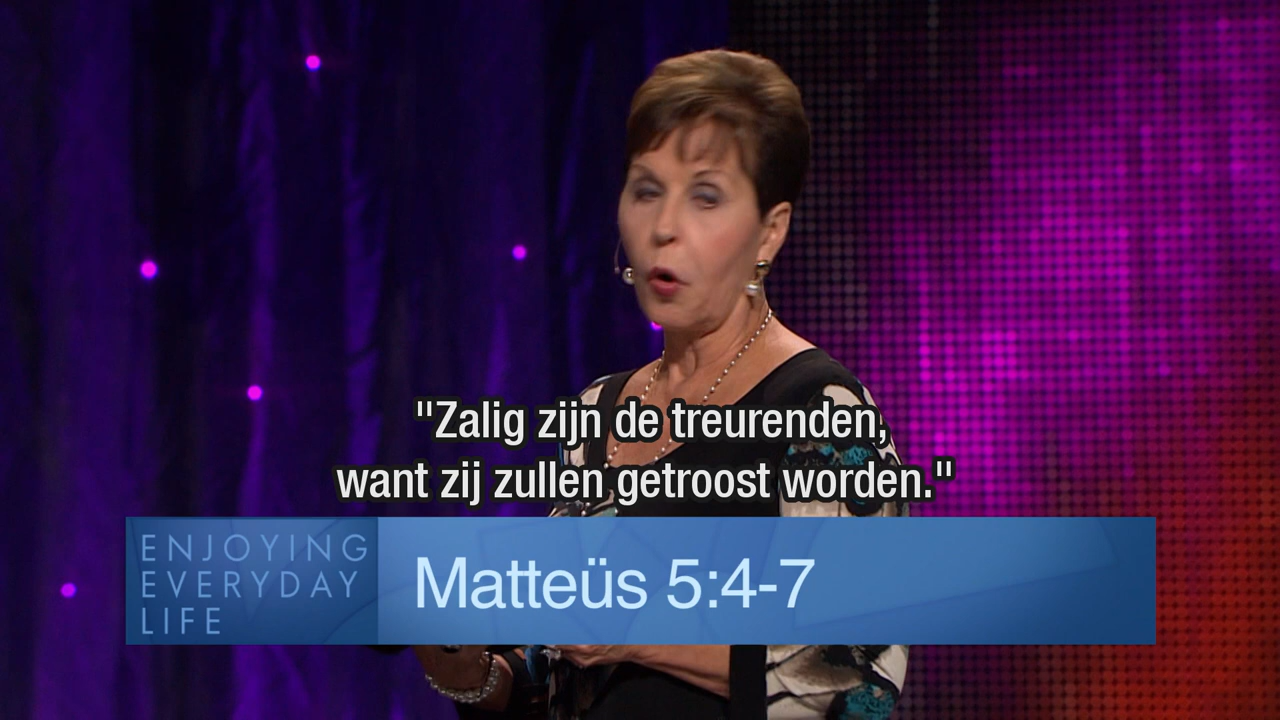 "Zalig zijn de treurenden,
want zij zullen getroost worden."
ENJOYING
EVERYDAY
LIFE
Matteüs 5:4-7